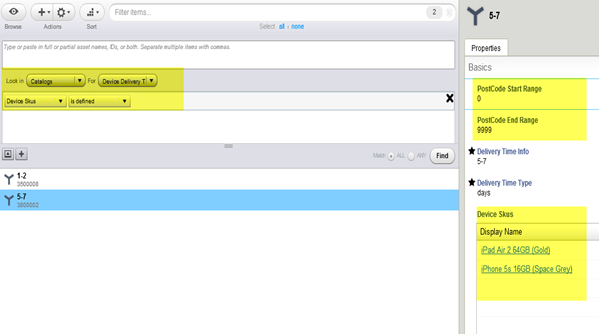 Filter items...
2
Browse
Actions
Sort
Select all | none
Type or paste in full or partial asset names, IDs, or both. Separate multiple items with commas.
Look in Catalogs For Device Delivery T
Device Skus is defined
Match ALL ANY Find
1-2
3500008
5-7
3800002
5-7
Properties
Basics
PostCode Start Range
0
PostCode End Range
9999
Delivery Time Info
5-7
Delivery Time Type
days
Device Skus
Display Name
iPad Air 2 64GB (Gold)
iPhone 5s 16GB (Space Grey)